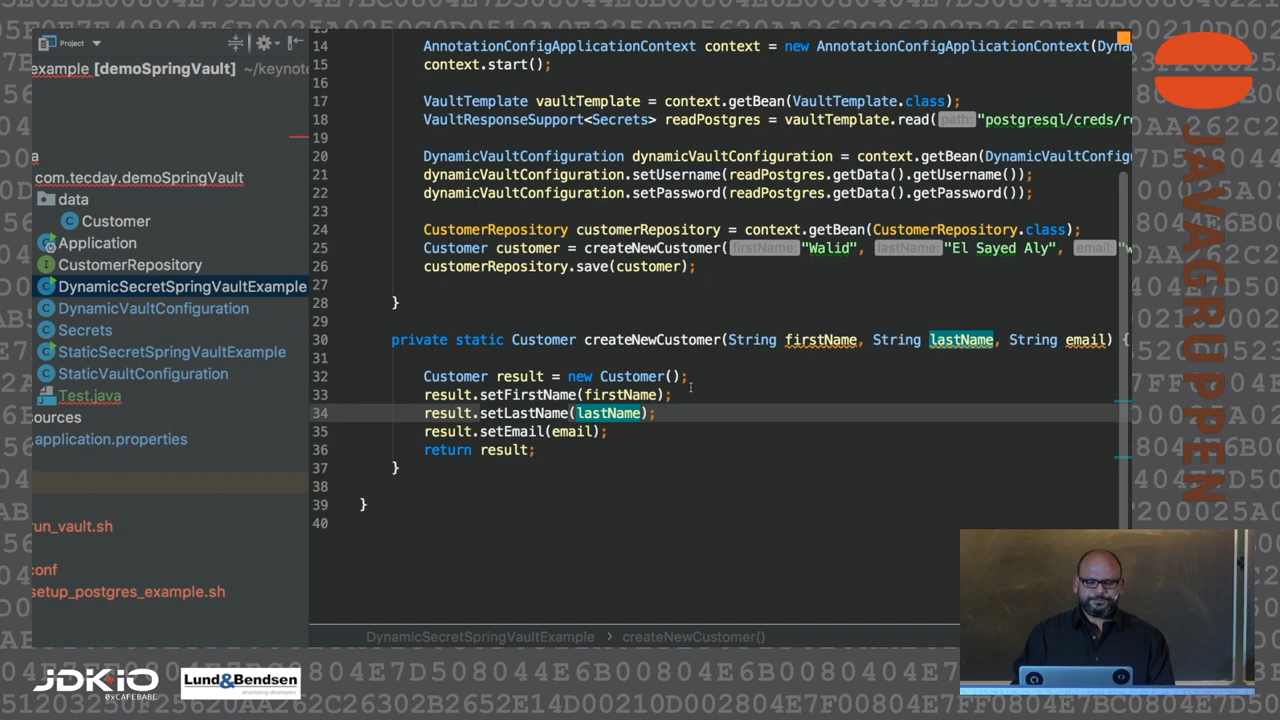 Project
example [demoSpringVault] ~/keynote
a
com.tecday.demoSpringVault
data
Customer
Application
CustomerRepository
DynamicSecretSpringVaultExample
DynamicVaultConfiguration
Secrets
StaticSecretSpringVaultExample
StaticVaultConfiguration
Test.java
ources
application.properties
run_vault.sh
conf
setup_postgres_example.sh
14 AnnotationConfigApplicationContext context = new AnnotationConfigApplicationContext(Dyna
15 context.start();
16
17 VaultTemplate vaultTemplate = context.getBean(VaultTemplate.class);
18 VaultResponseSupport<Secrets> readPostgres = vaultTemplate.read( path: "postgresql/creds/re
19
20 DynamicVaultConfiguration dynamicVaultConfiguration = context.getBean(DynamicVaultConfigu
21 dynamicVaultConfiguration.setUsername(readPostgres.getData().getUsername());
22 dynamicVaultConfiguration.setPassword(readPostgres.getData().getPassword());
23
24 CustomerRepository customerRepository = context.getBean(CustomerRepository.class);
25 Customer customer = createNewCustomer( firstName: "Walid", lastName: "El Sayed Aly", email: "w
26 customerRepository.save(customer);
27
28 }
29
30 private static Customer createNewCustomer(String firstName, String lastName, String email) {
31
32 Customer result = new Customer();
33 result.setFirstName(firstName);
34 result.setLastName(lastName);
35 result.setEmail(email);
36 return result;
37 }
38
39 }
40
DynamicSecretSpringVaultExample › createNewCustomer()
JAVAGRUPPEN
JDKIO
0xCAFEBABE
Lund&Bendsen
developing developers